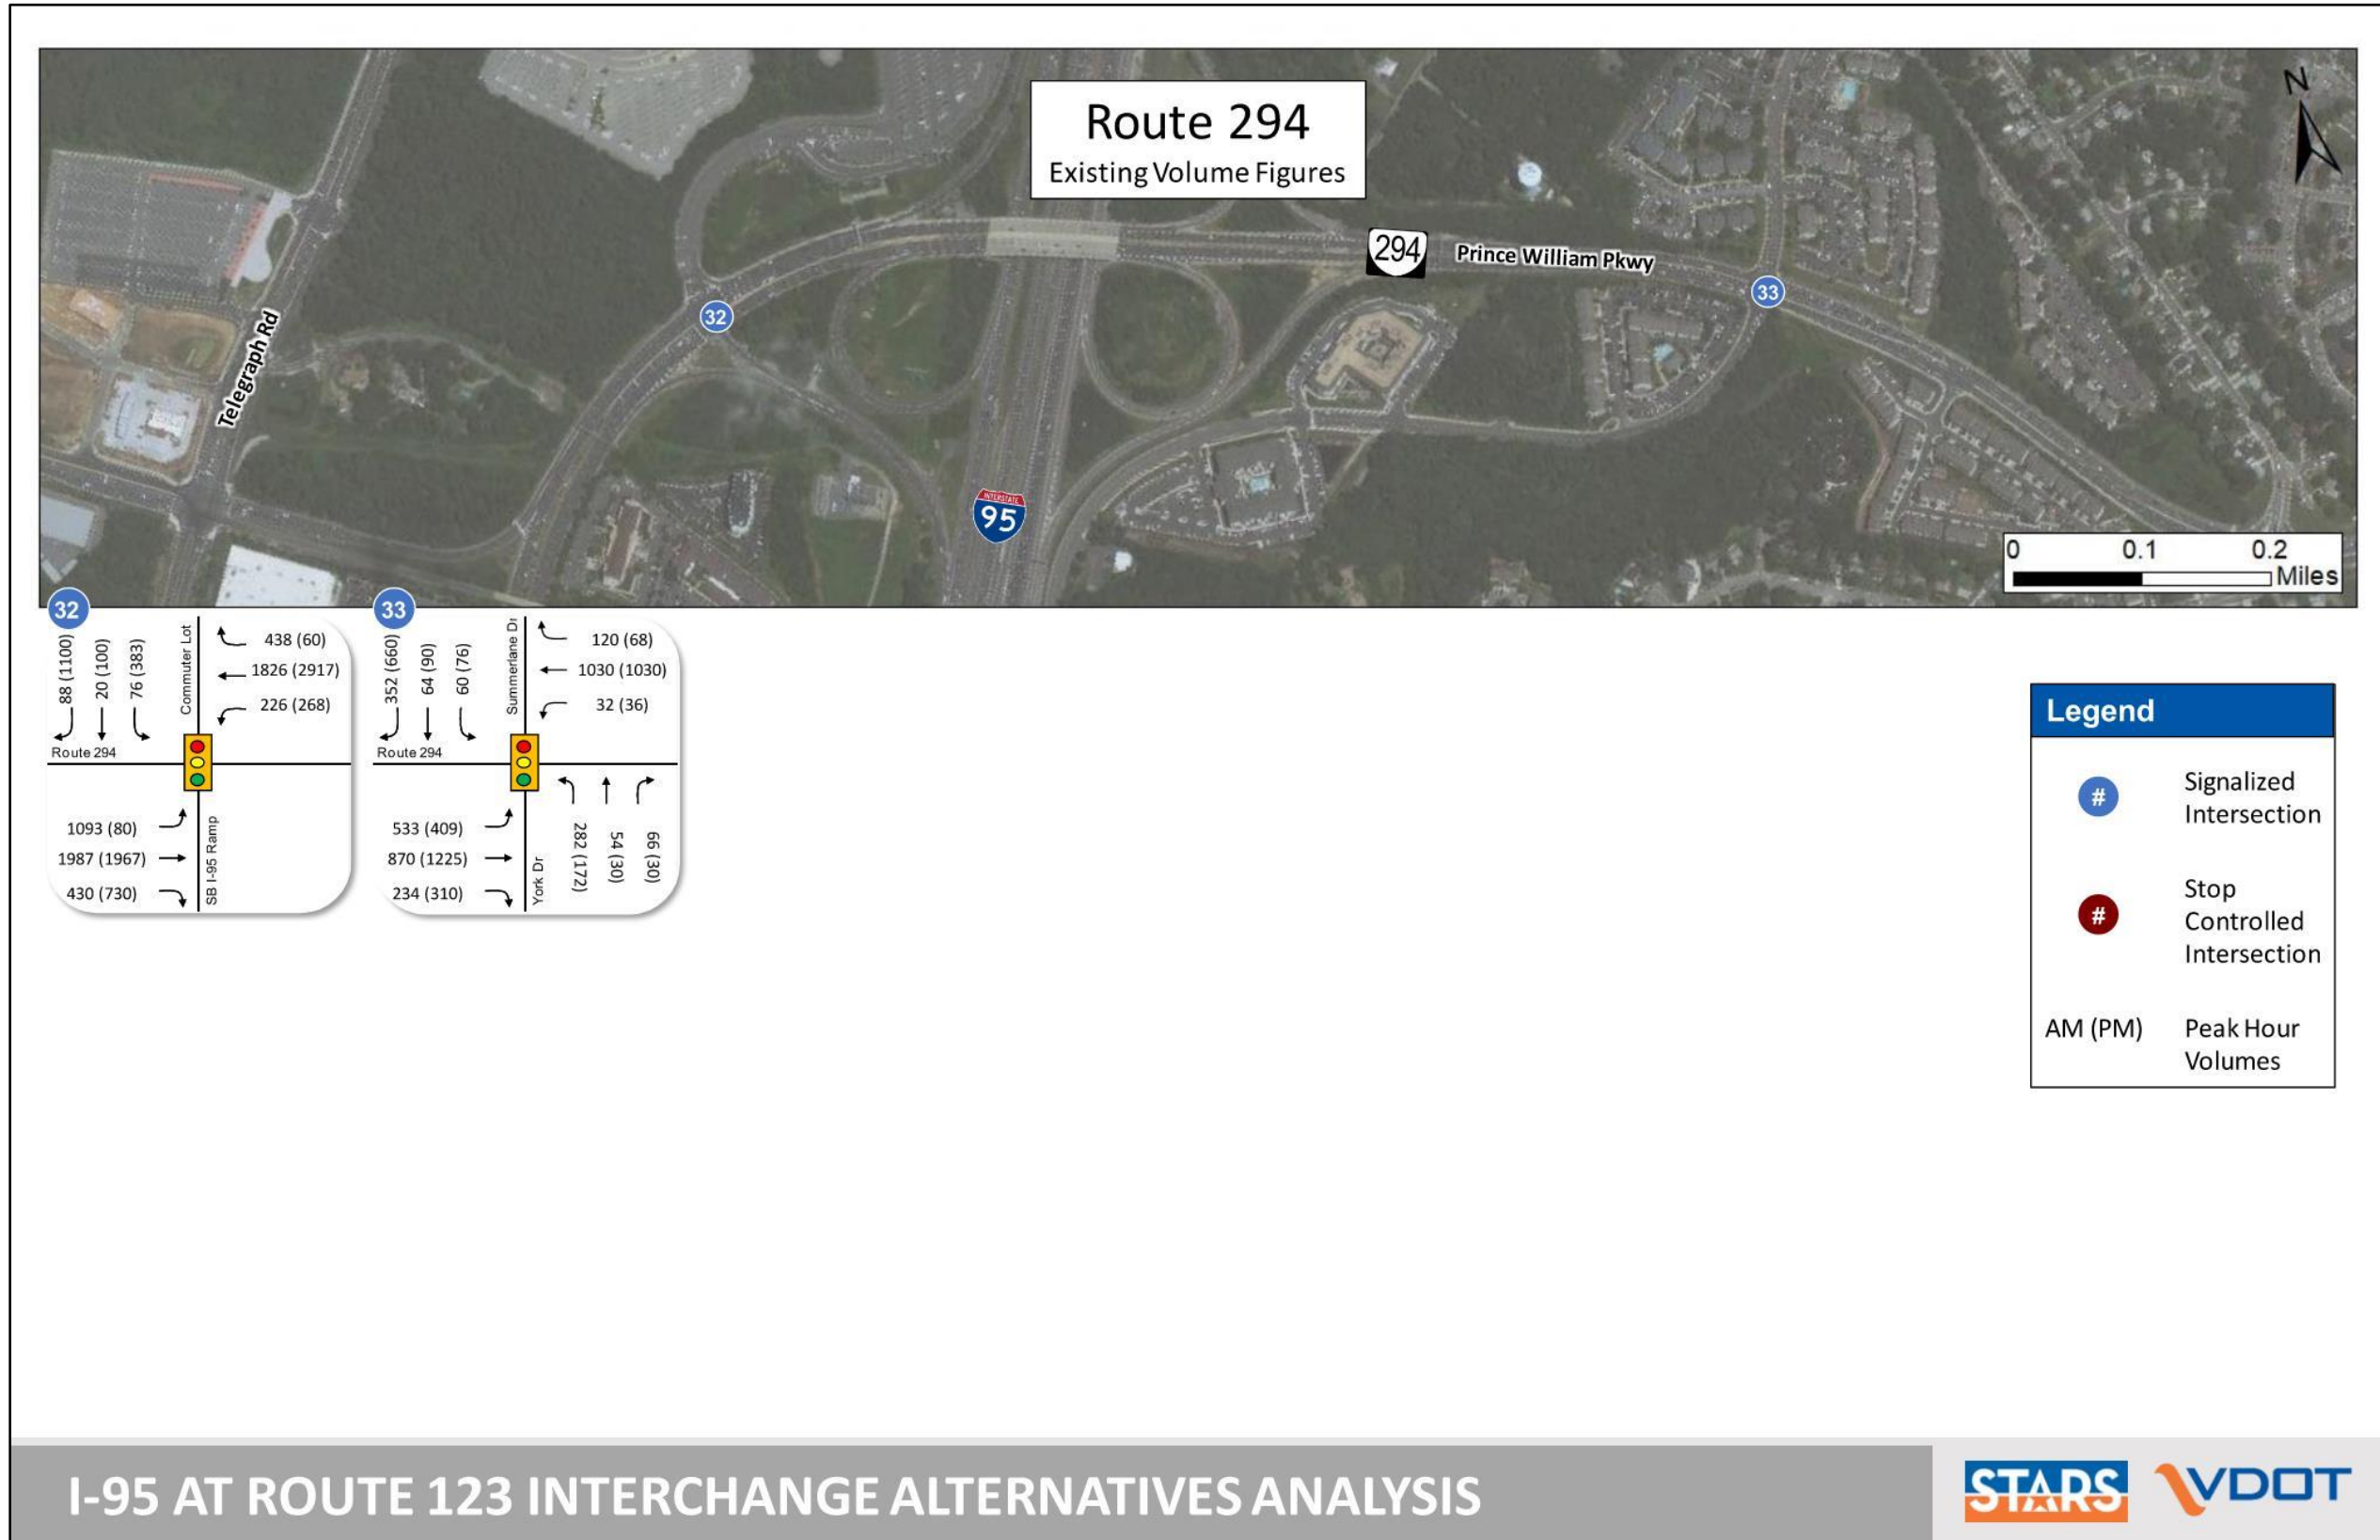 Route 294
Existing Volume Figures
N
294
Prince William Pkwy
32
33
Telegraph Rd
INTERSTATE
95
0 0.1 0.2
Miles
32
88 (1100)
20 (100)
76 (383)
Commuter Lot
438 (60)
1826 (2917)
226 (268)
Route 294
1093 (80)
1987 (1967)
430 (730)
SB I-95 Ramp
33
352 (660)
64 (90)
60 (76)
Summerlane Dr
120 (68)
1030 (1030)
32 (36)
Route 294
533 (409)
870 (1225)
234 (310)
York Dr
282 (172)
54 (30)
66 (30)
Legend
#
Signalized
Intersection
#
Stop
Controlled
Intersection
AM (PM)
Peak Hour
Volumes
I-95 AT ROUTE 123 INTERCHANGE ALTERNATIVES ANALYSIS
STARS
VDOT